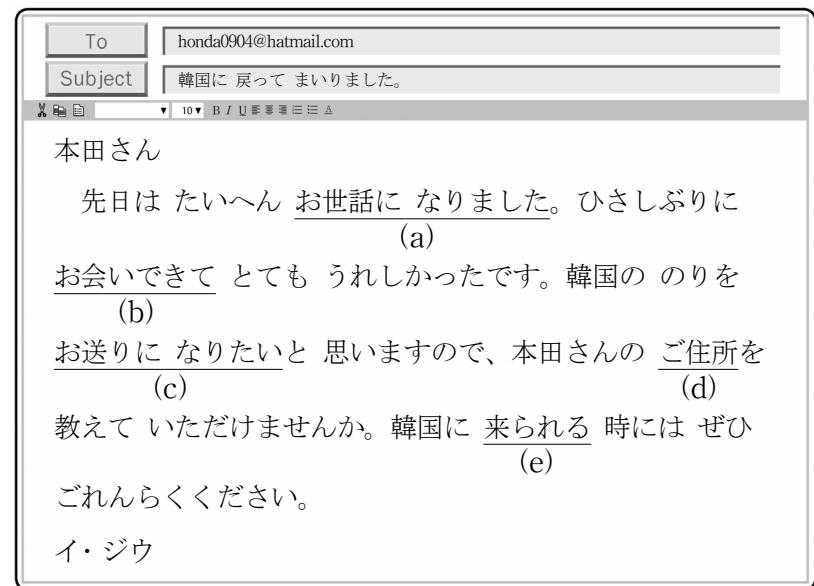 To honda0904@hatmail.com
Subject 韓国に 戻って まいりました。
10▼ B I U A
本田さん
先日は たいへん お世話に なりました。ひさしぶりに
(a)
お会いできて とても うれしかったです。韓国の のりを
(b)
お送りに なりたいと 思いますので、本田さんの ご住所を
(c) (d)
教えて いただけませんか。韓国に 来られる 時には ぜひ
(e)
ごれんらくください。
イ・ジウ